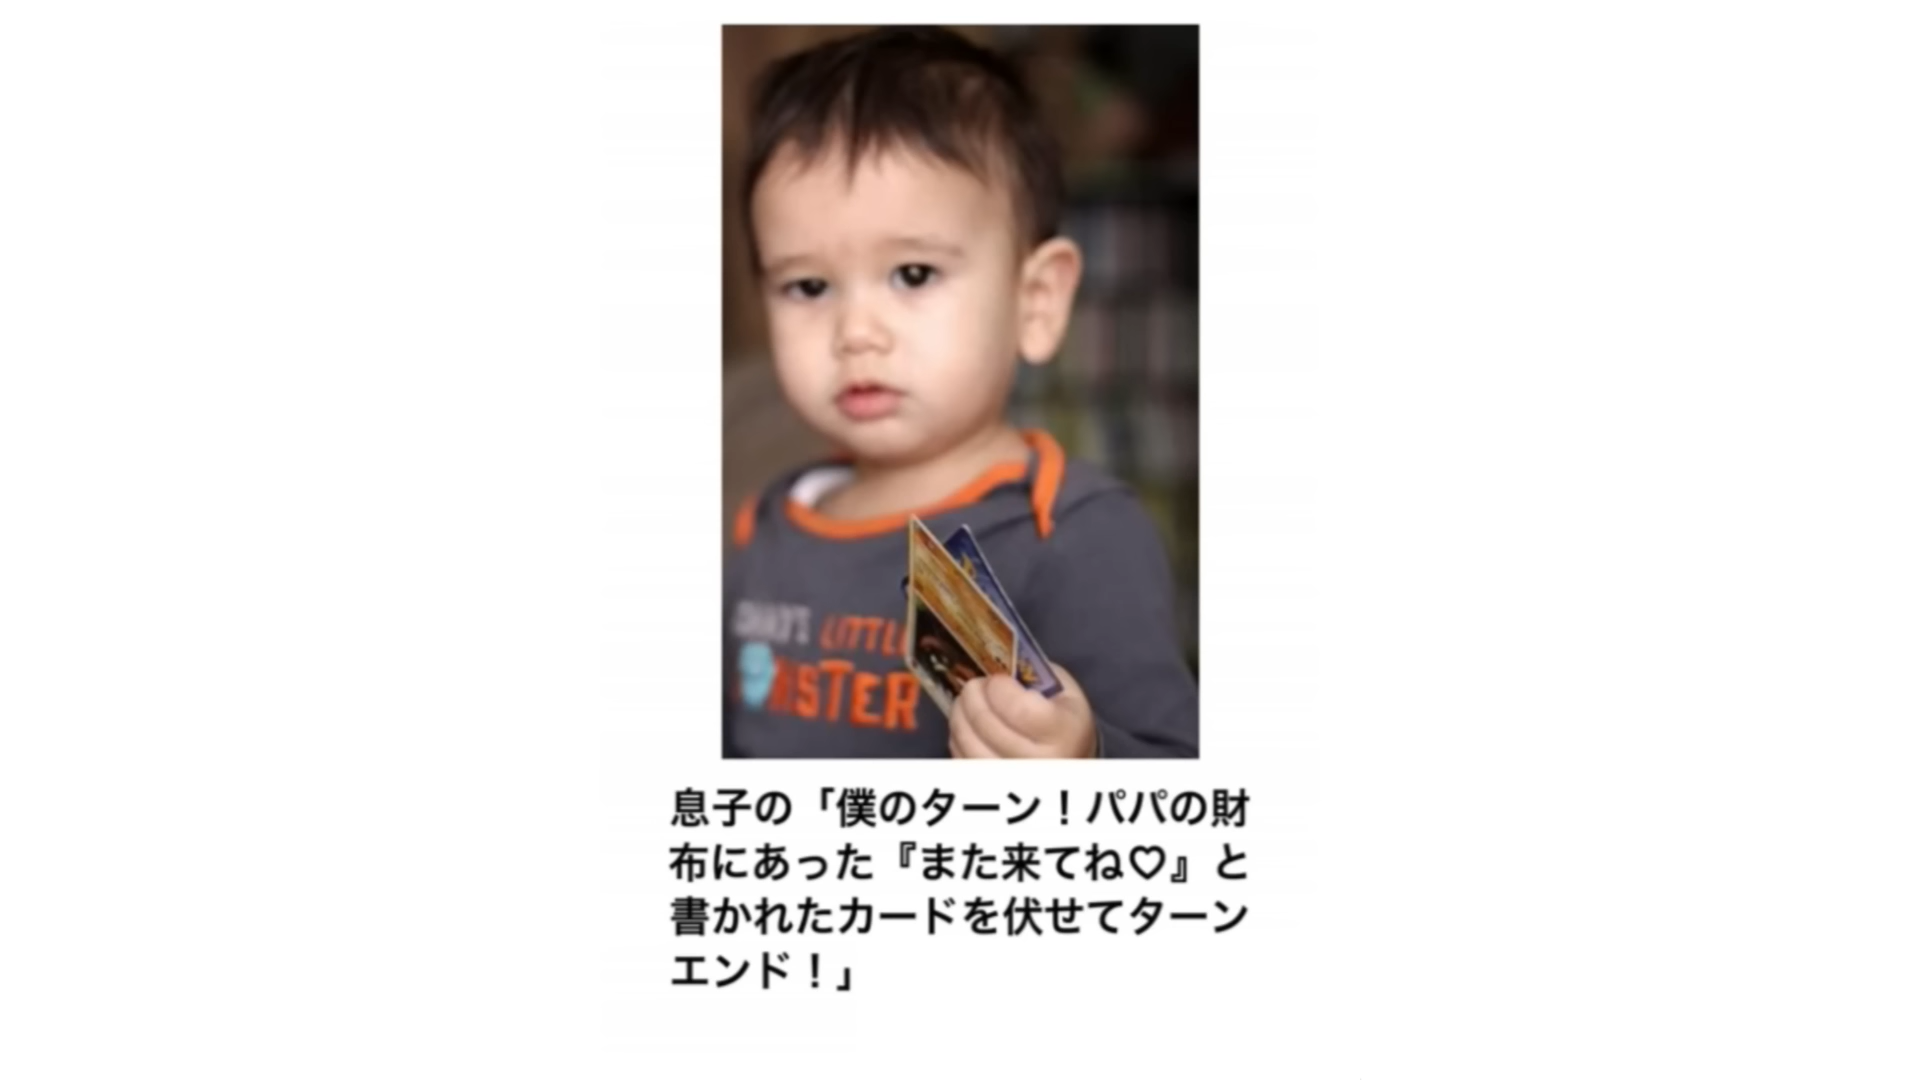 LITTLE
息子の「僕のターン！パパの財
布にあった『また来てね♡』と
書かれたカードを伏せてターン
エンド！」